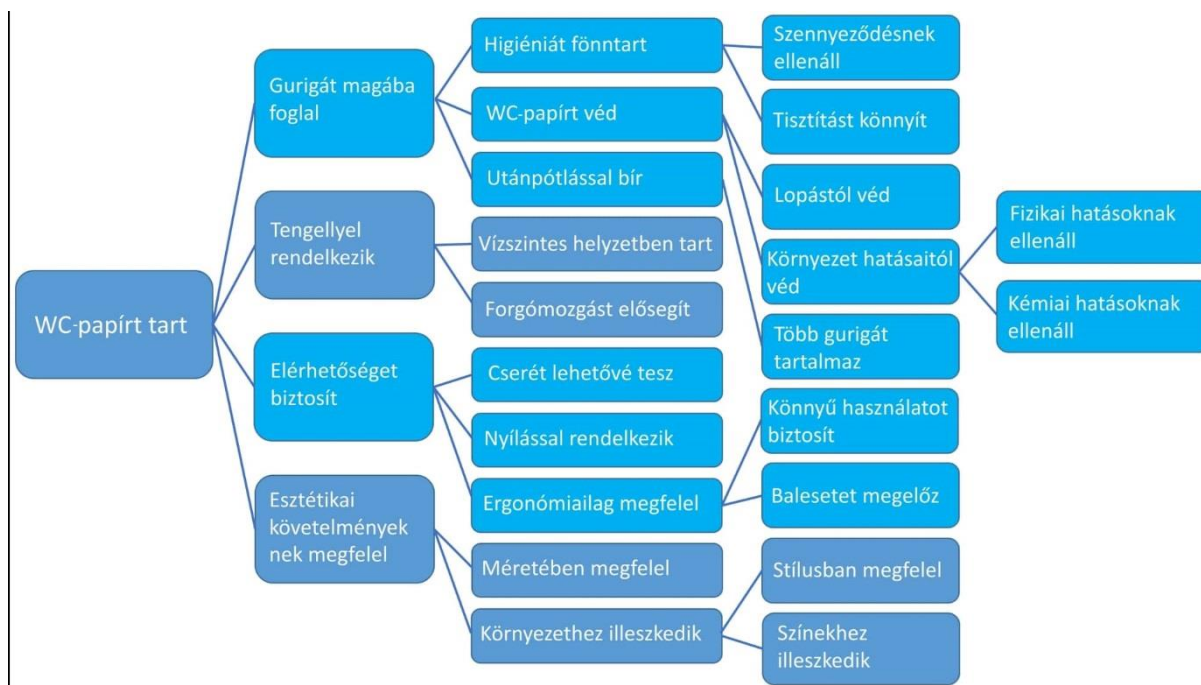 WC-papírt tart
Gurigát magába
foglal
Tengellyel
rendelkezik
Elérhetőséget
biztosít
Esztétikai
követelmények
nek megfelel
Higiéniát fönntart
WC-papírt véd
Utánpótlással bír
Vízszintes helyzetben tart
Forgómozgást elősegít
Cserét lehetővé tesz
Nyílással rendelkezik
Ergonómiailag megfelel
Méretében megfelel
Környezethez illeszkedik
Szennyeződésnek
ellenáll
Tisztítást könnyít
Lopástól véd
Környezet hatásaitól
véd
Több gurigát
tartalmaz
Könnyű használatot
biztosít
Balesetet megelőz
Stílusban megfelel
Színekhez
illeszkedik
Fizikai hatásoknak
ellenáll
Kémiai hatásoknak
ellenáll